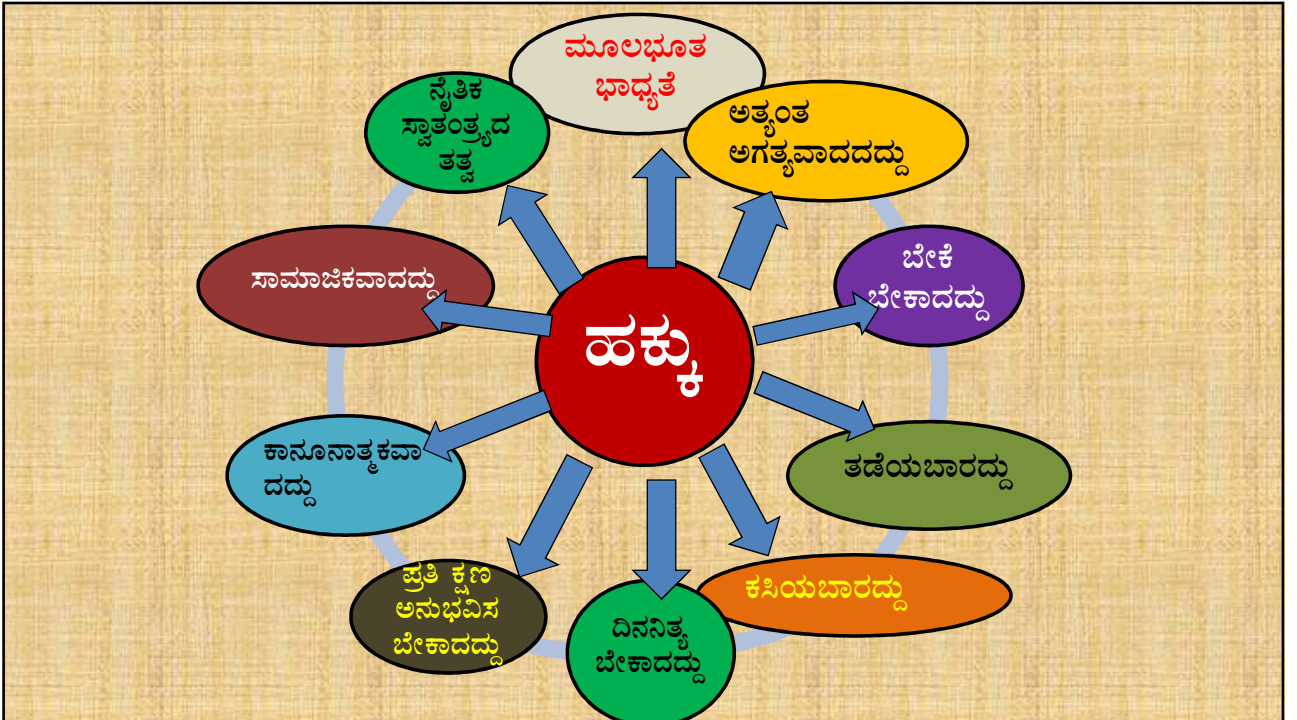 ಮೂಲಭೂತ
ಭಾಧ್ಯತೆ
ಅತ್ಯಂತ
ಅಗತ್ಯವಾದದದ್ದು
ಬೇಕೆ
ಬೇಕಾದದ್ದು
ತಡೆಯಬಾರದ್ದು
ಕಸಿಯಬಾರದ್ದು
ದಿನನಿತ್ಯ
ಬೇಕಾದದ್ದು
ಪ್ರತಿ ಕ್ಷಣ
ಅನುಭವಿಸ
ಬೇಕಾದದ್ದು
ಕಾನೂನಾತ್ಮಕವಾ
ದದ್ದು
ಸಾಮಾಜಿಕವಾದದ್ದು
ನೈತಿಕ
ಸ್ವಾತಂತ್ರ್ಯದ
ತತ್ವ
ಹಕ್ಕು